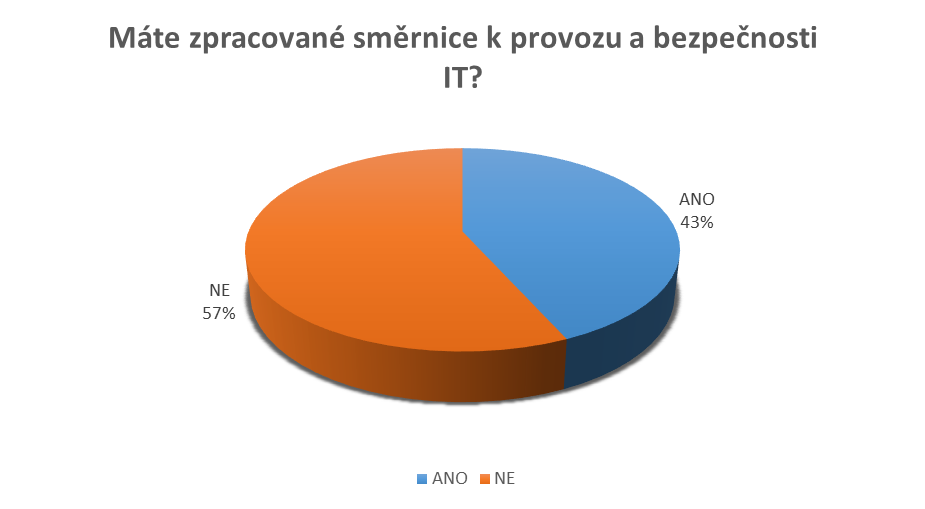 Máte zpracované směrnice k provozu a bezpečnosti
IT?
ANO
43%
NE
57%
ANO NE